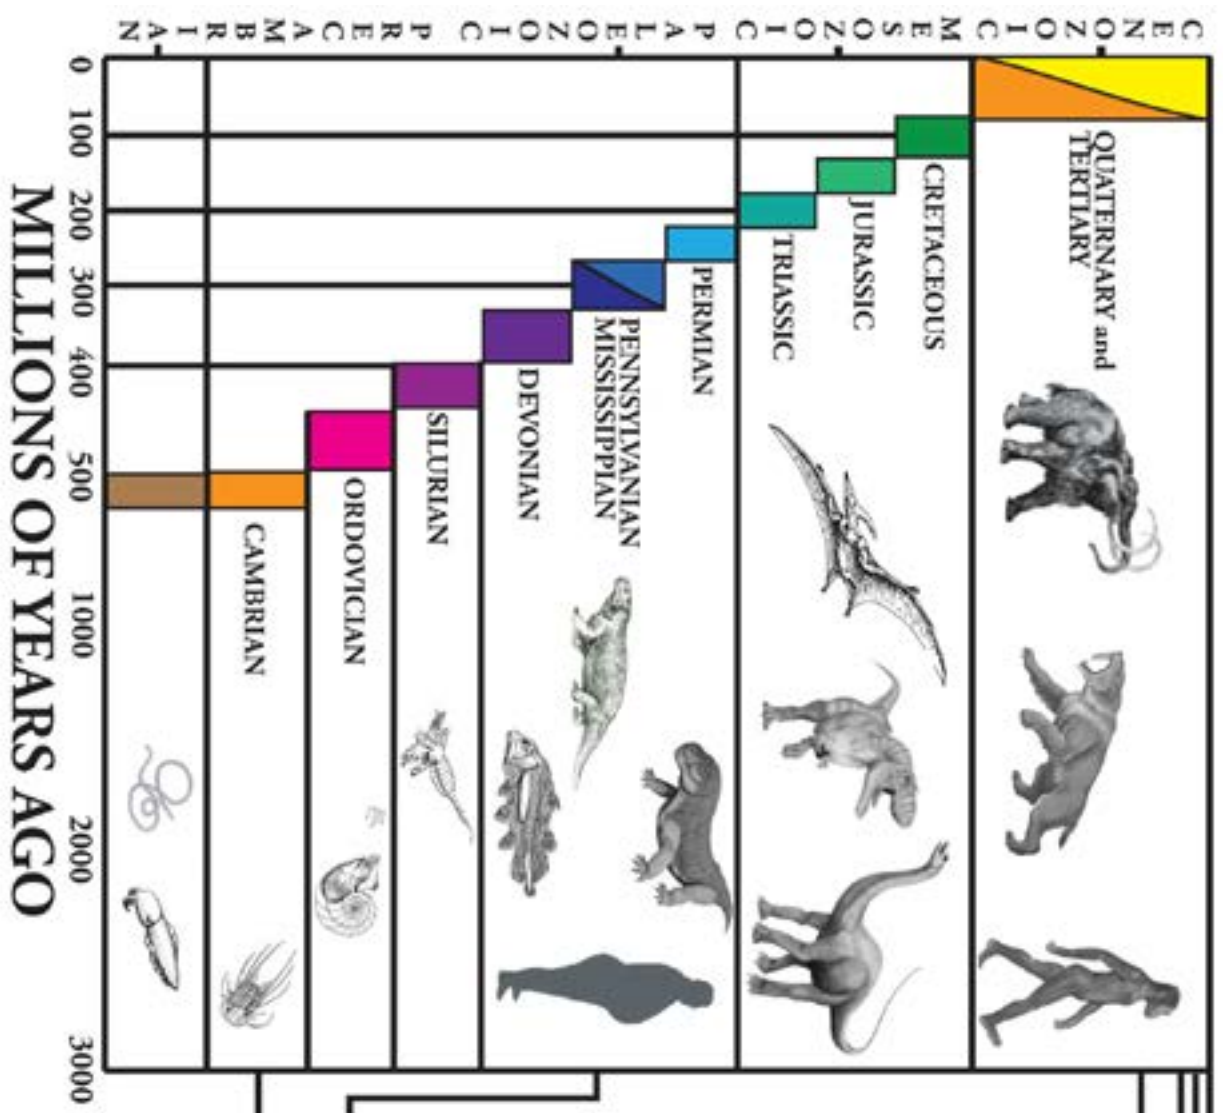 CENOZOIC
QUATERNARY and
TERTIARY
MESOZOIC
CRETACEOUS
JURASSIC
TRIASSIC
PALEOZOIC
PERMIAN
PENNSYLVANIAN
MISSISSIPPIAN
DEVONIAN
SILURIAN
ORDOVICIAN
PRECAMBRIAN
CAMBRIAN
0 100 200 300 400 500 1000 2000 3000
MILLIONS OF YEARS AGO